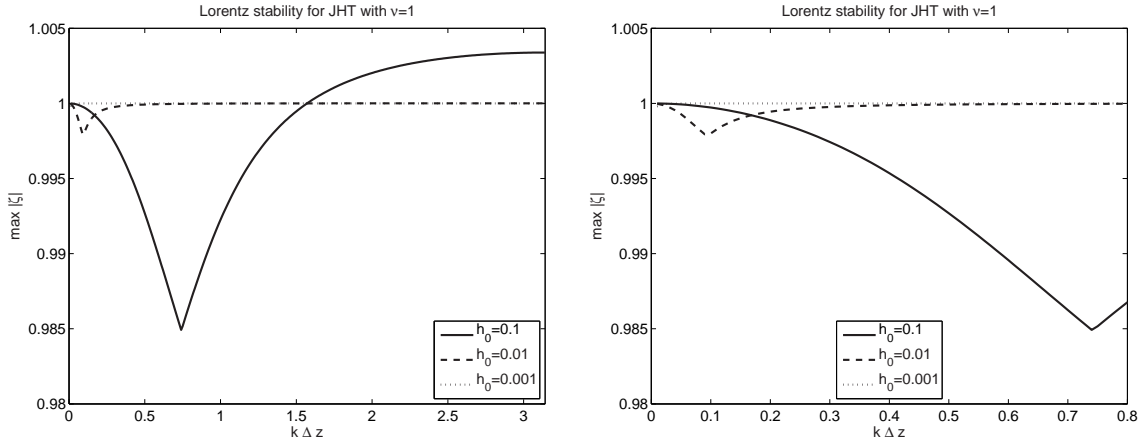 Lorentz stability for JHT with ν=1
1.005
1
0.995
0.99
0.985
0.98
max |ζ|
0
0.5
1
1.5
2
2.5
3
k Δ z
h₀=0.1
h₀=0.01
h₀=0.001
Lorentz stability for JHT with ν=1
1.005
1
0.995
0.99
0.985
0.98
max |ζ|
0
0.1
0.2
0.3
0.4
0.5
0.6
0.7
0.8
k Δ z
h₀=0.1
h₀=0.01
h₀=0.001